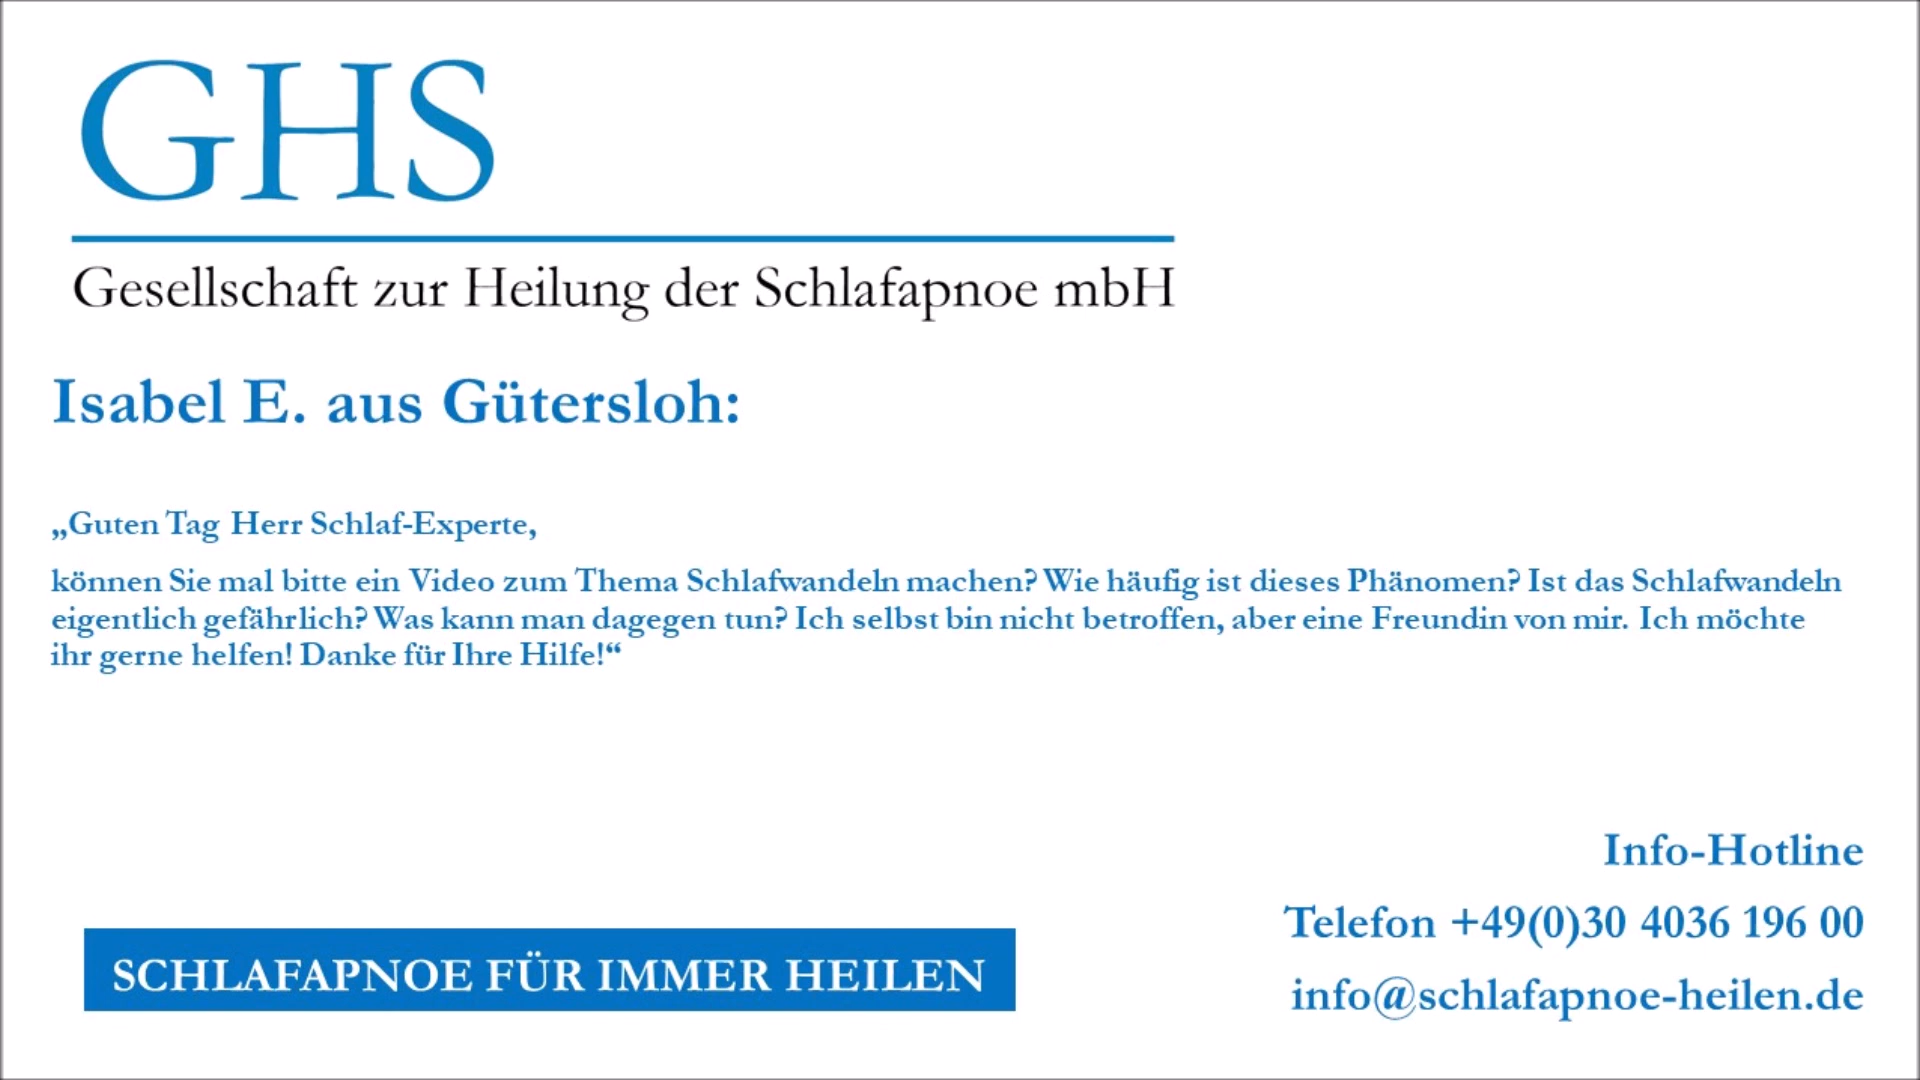 GHS
Gesellschaft zur Heilung der Schlafapnoe mbH
Isabel E. aus Gütersloh:
„Guten Tag Herr Schlaf-Experte,
können Sie mal bitte ein Video zum Thema Schlafwandeln machen? Wie häufig ist dieses Phänomen? Ist das Schlafwandeln
eigentlich gefährlich? Was kann man dagegen tun? Ich selbst bin nicht betroffen, aber eine Freundin von mir. Ich möchte
ihr gerne helfen! Danke für Ihre Hilfe!“
Info-Hotline
Telefon +49(0)30 4036 196 00
info@schlafapnoe-heilen.de
SCHLAFAPNOE FÜR IMMER HEILEN